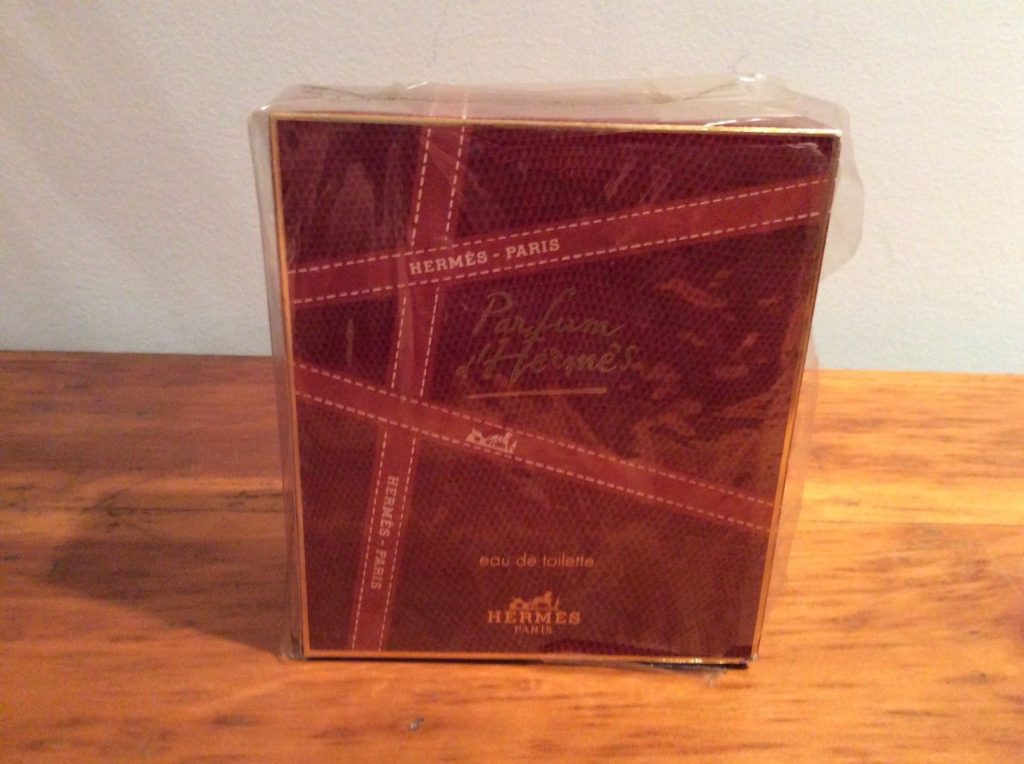 HERMÈS - PARIS
Parfum
d'Hermès
HERMÈS - PARIS
eau de toilette
HERMÈS
PARIS